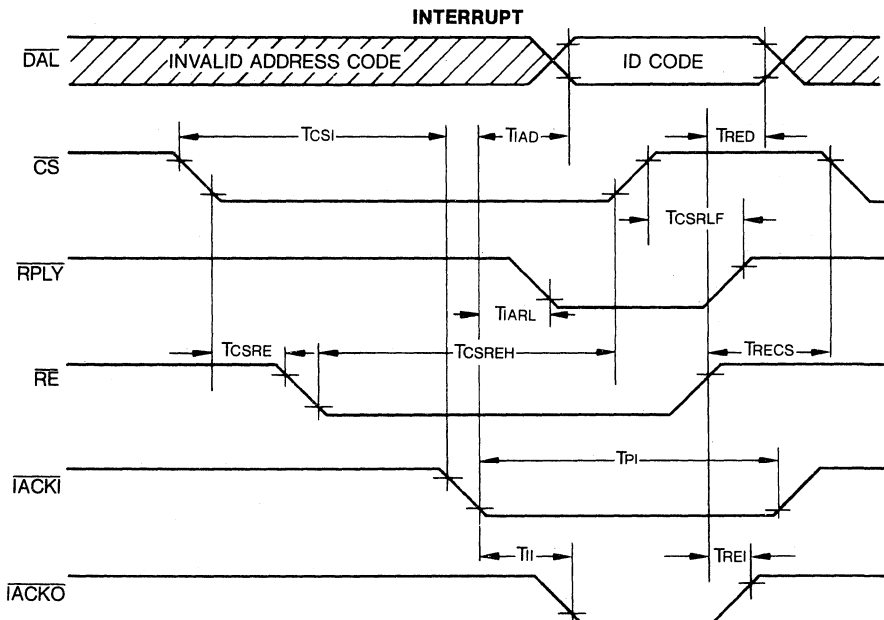 INTERRUPT
DAL
INVALID ADDRESS CODE
ID CODE
TCSI
TIAD
TRED
CS
TCSRLF
RPLY
TIARL
TCSRE
TCSREH
TRECS
RE
TPI
IACKI
TII
TREI
IACKO